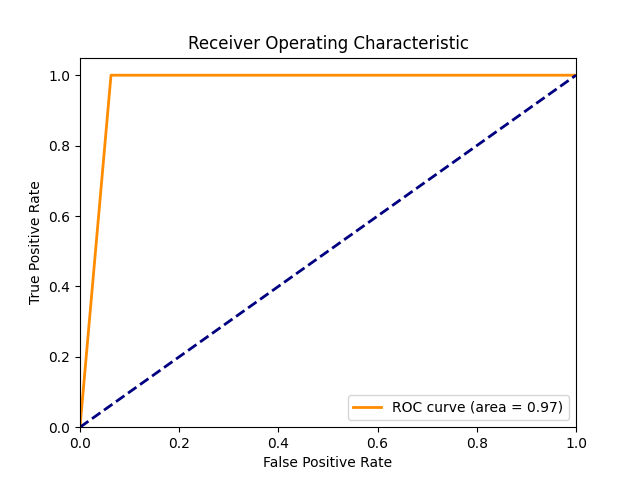 Receiver Operating Characteristic
True Positive Rate
1.0
0.8
0.6
0.4
0.2
0.0
ROC curve (area = 0.97)
0.0 0.2 0.4 0.6 0.8 1.0
False Positive Rate